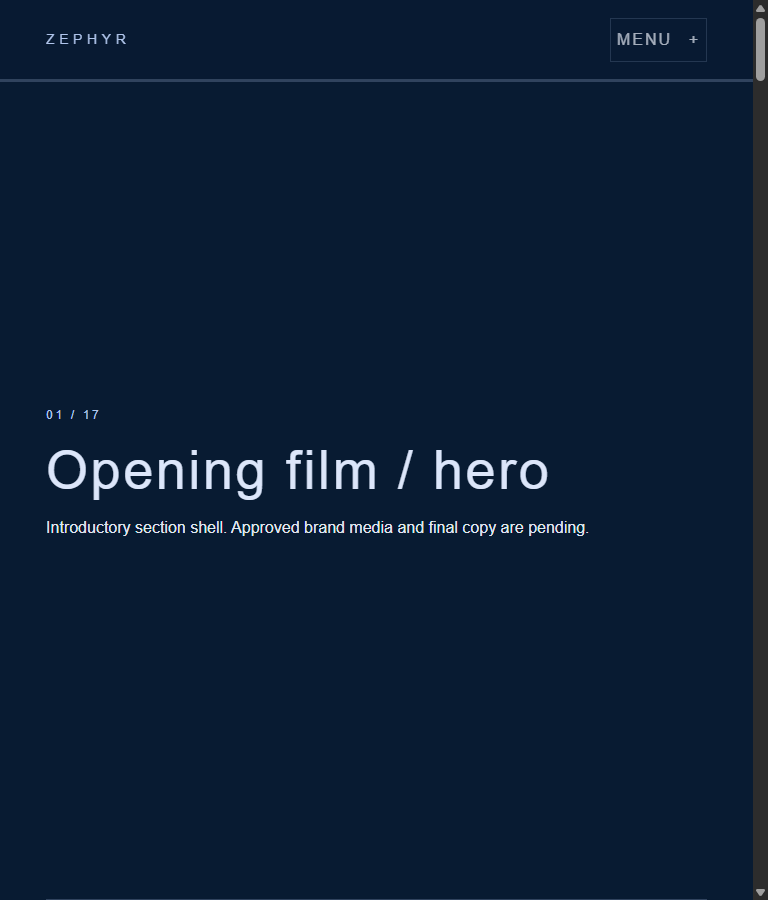 ZEPHYR
MENU +
01 / 17
Opening film / hero
Introductory section shell. Approved brand media and final copy are pending.